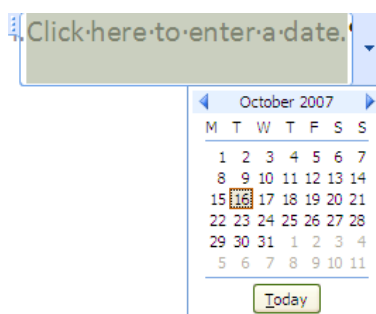 Click·here·to·enter·a·date.
October 2007
M T W T F S S
1 2 3 4 5 6 7
8 9 10 11 12 13 14
15 16 17 18 19 20 21
22 23 24 25 26 27 28
29 30 31 1 2 3 4
5 6 7 8 9 10 11
Today